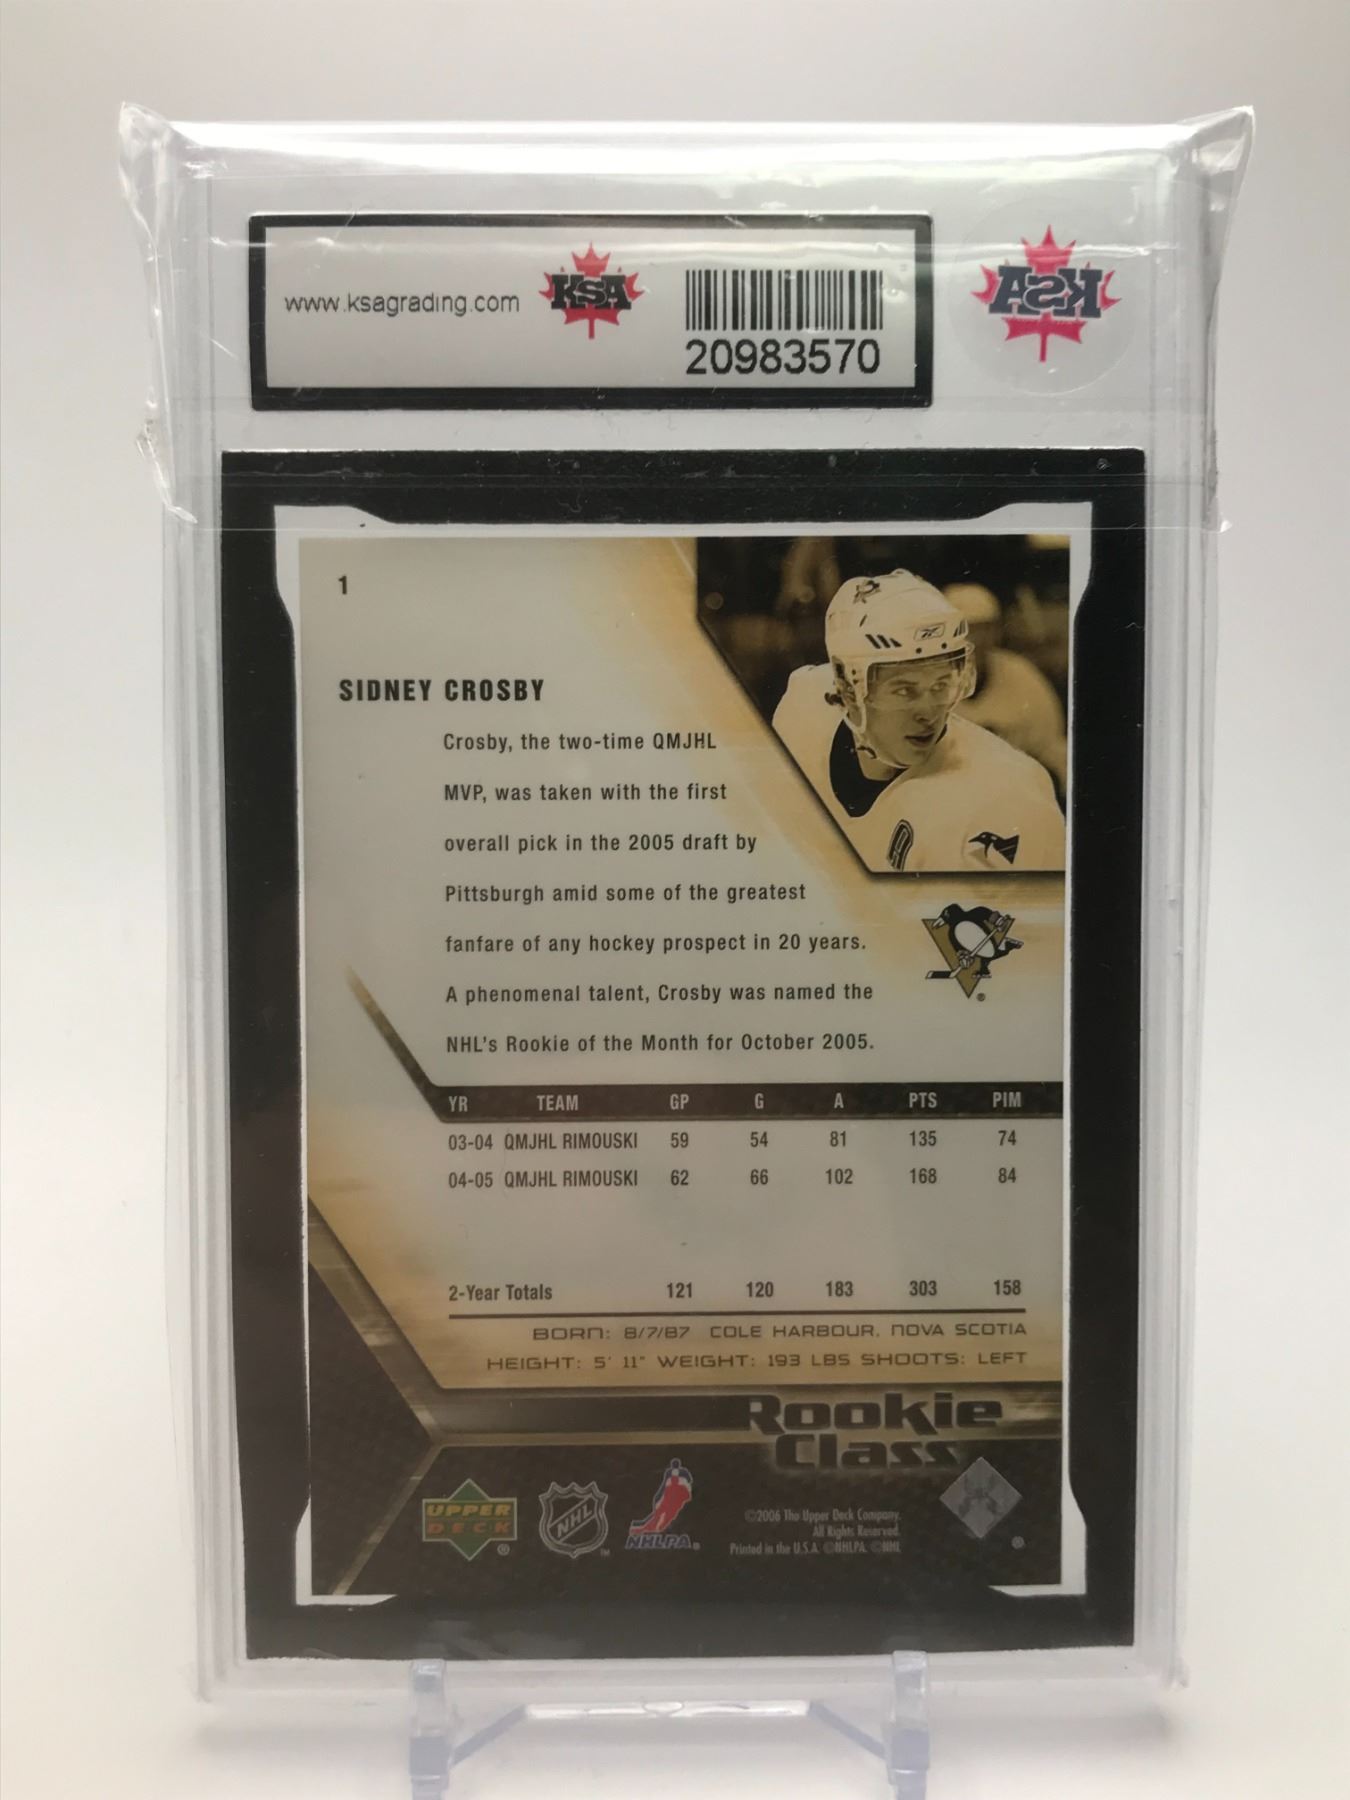 www.ksagrading.com
KSA
20983570
KSA
1
SIDNEY CROSBY
Crosby, the two-time QMJHL
MVP, was taken with the first
overall pick in the 2005 draft by
Pittsburgh amid some of the greatest
fanfare of any hockey prospect in 20 years.
A phenomenal talent, Crosby was named the
NHL's Rookie of the Month for October 2005.
YR TEAM GP G A PTS PIM
03-04 QMJHL RIMOUSKI 59 54 81 135 74
04-05 QMJHL RIMOUSKI 62 66 102 168 84
2-Year Totals 121 120 183 303 158
BORN: 8/7/87 COLE HARBOUR, NOVA SCOTIA
HEIGHT: 5' 11" WEIGHT: 193 LBS SHOOTS: LEFT
Rookie
Class
UPPER
DECK ®
NHL ™
NHLPA ®
©2006 The Upper Deck Company.
All Rights Reserved.
Printed in the U.S.A. ©NHLPA. ©NHL
®